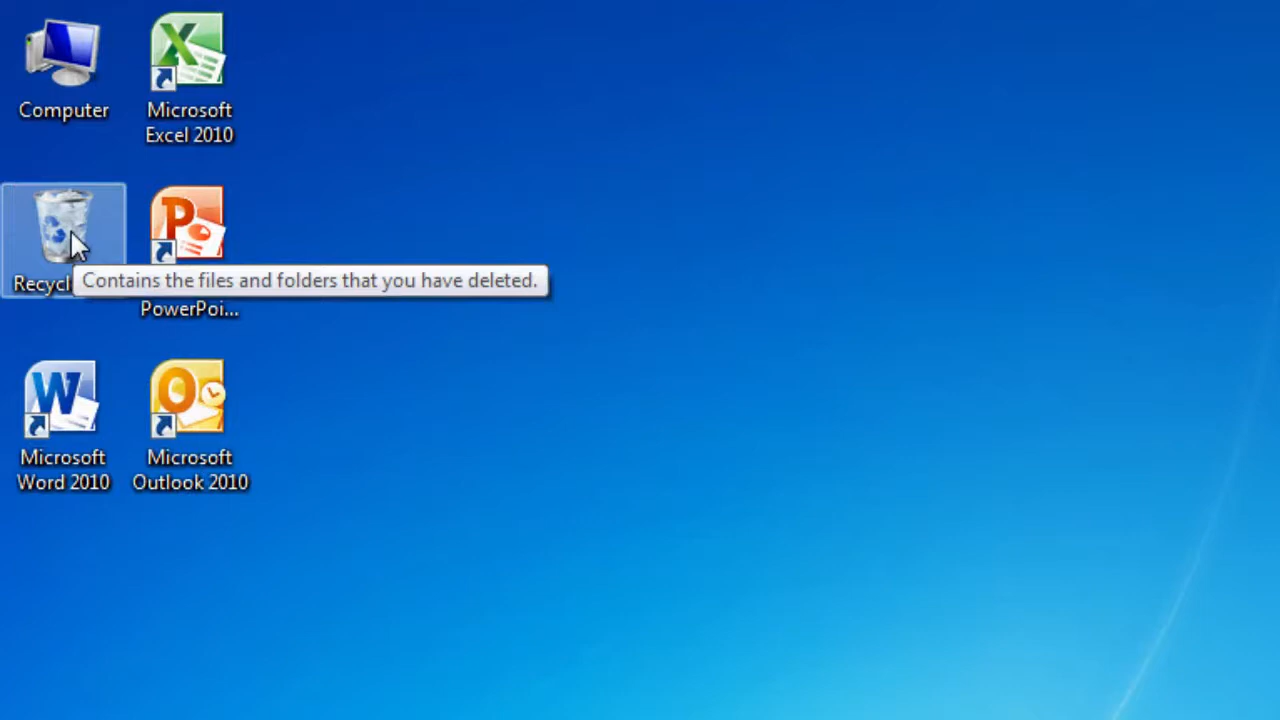 Computer
Microsoft
Excel 2010
Recycl
Contains the files and folders that you have deleted.
PowerPoi...
Microsoft
Word 2010
Microsoft
Outlook 2010